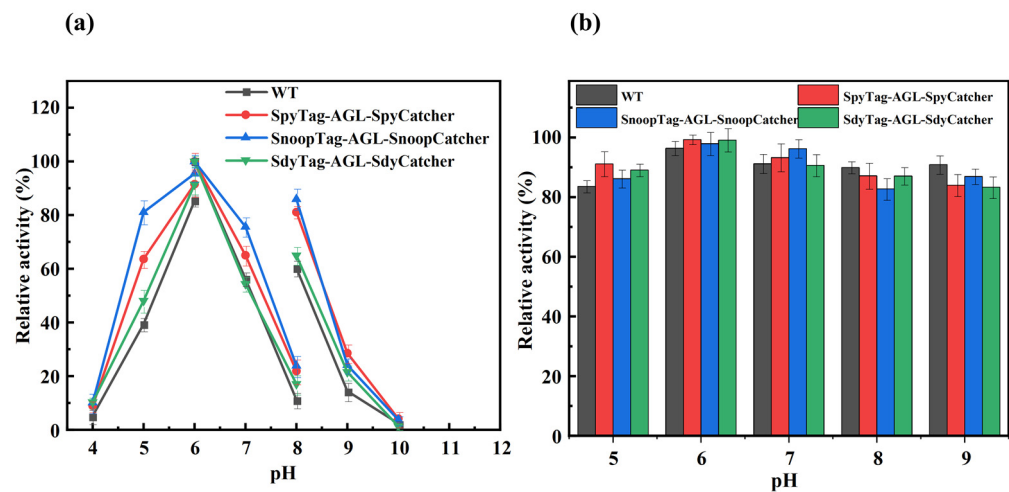 (a)
(b)
WT
SpyTag-AGL-SpyCatcher
SnoopTag-AGL-SnoopCatcher
SdyTag-AGL-SdyCatcher
Relative activity (%)
120
100
80
60
40
20
0
4 5 6 7 8 9 10 11 12
pH
WT
SpyTag-AGL-SpyCatcher
SnoopTag-AGL-SnoopCatcher
SdyTag-AGL-SdyCatcher
Relative activity (%)
100
80
60
40
20
0
5 6 7 8 9
pH